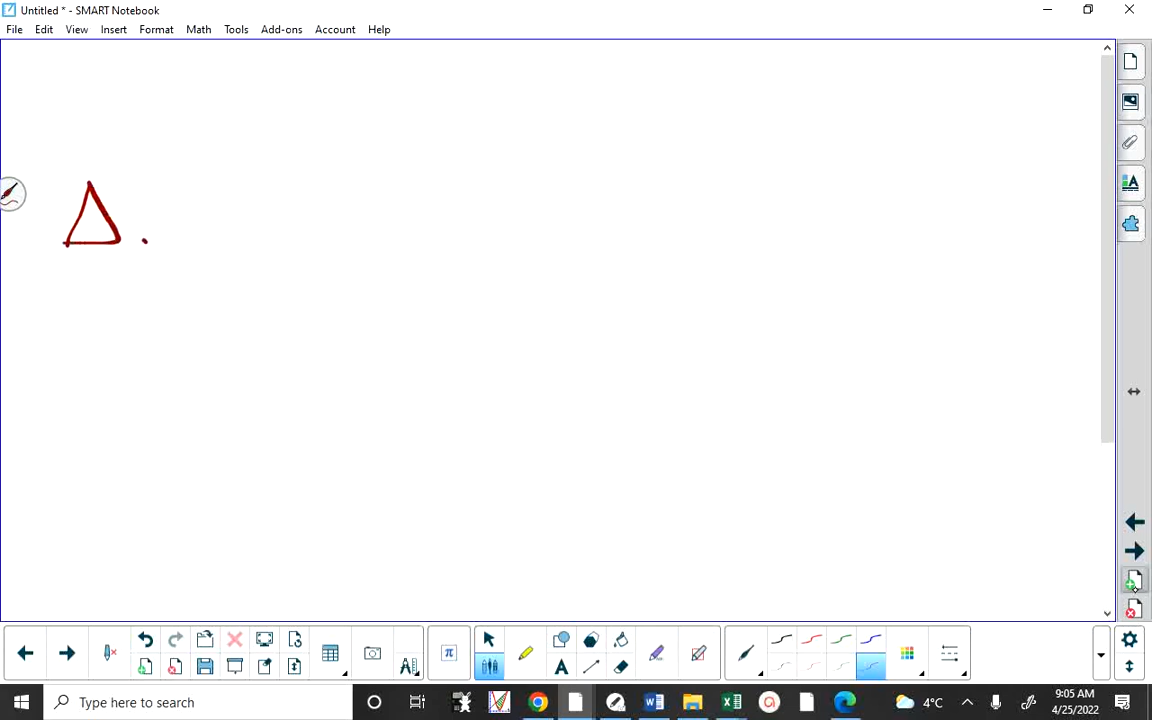 Untitled * - SMART Notebook
File Edit View Insert Format Math Tools Add-ons Account Help
Δ .
Type here to search
4°C
9:05 AM
4/25/2022